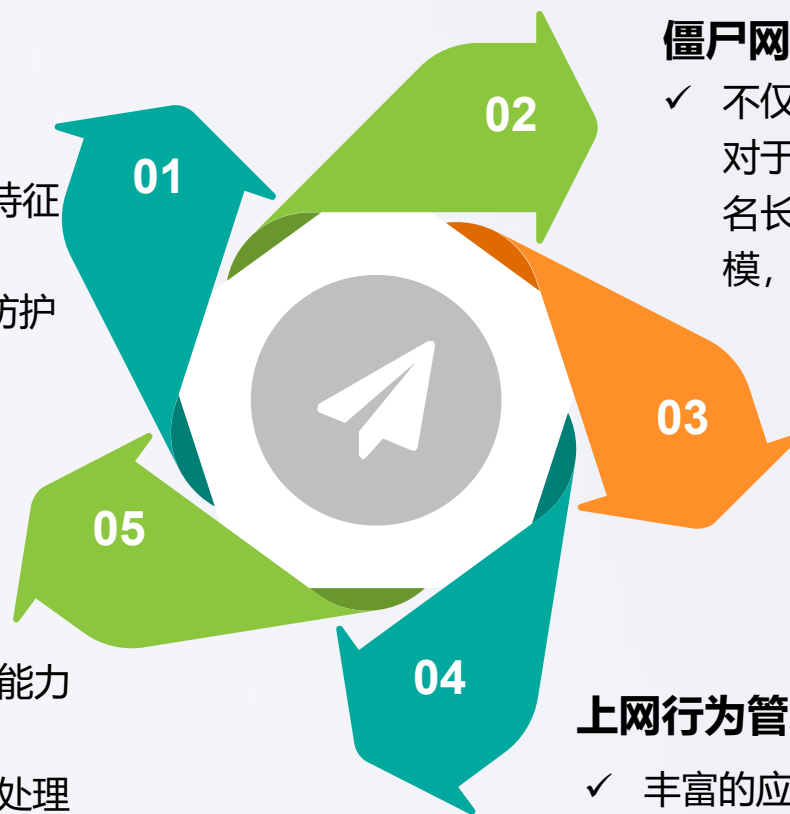 02
僵尸网
✓ 不仅
对于
名长
模，
01
特征
防护
03
05
04
能力
处理
上网行为管
✓ 丰富的应